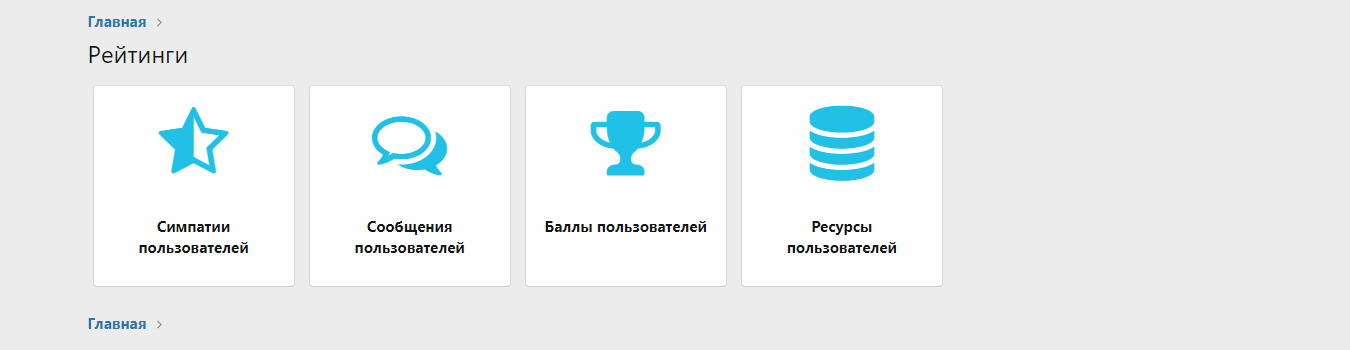 Главная
Рейтинги
Симпатии
пользователей
Сообщения
пользователей
Баллы пользователей
Ресурсы
пользователей
Главная